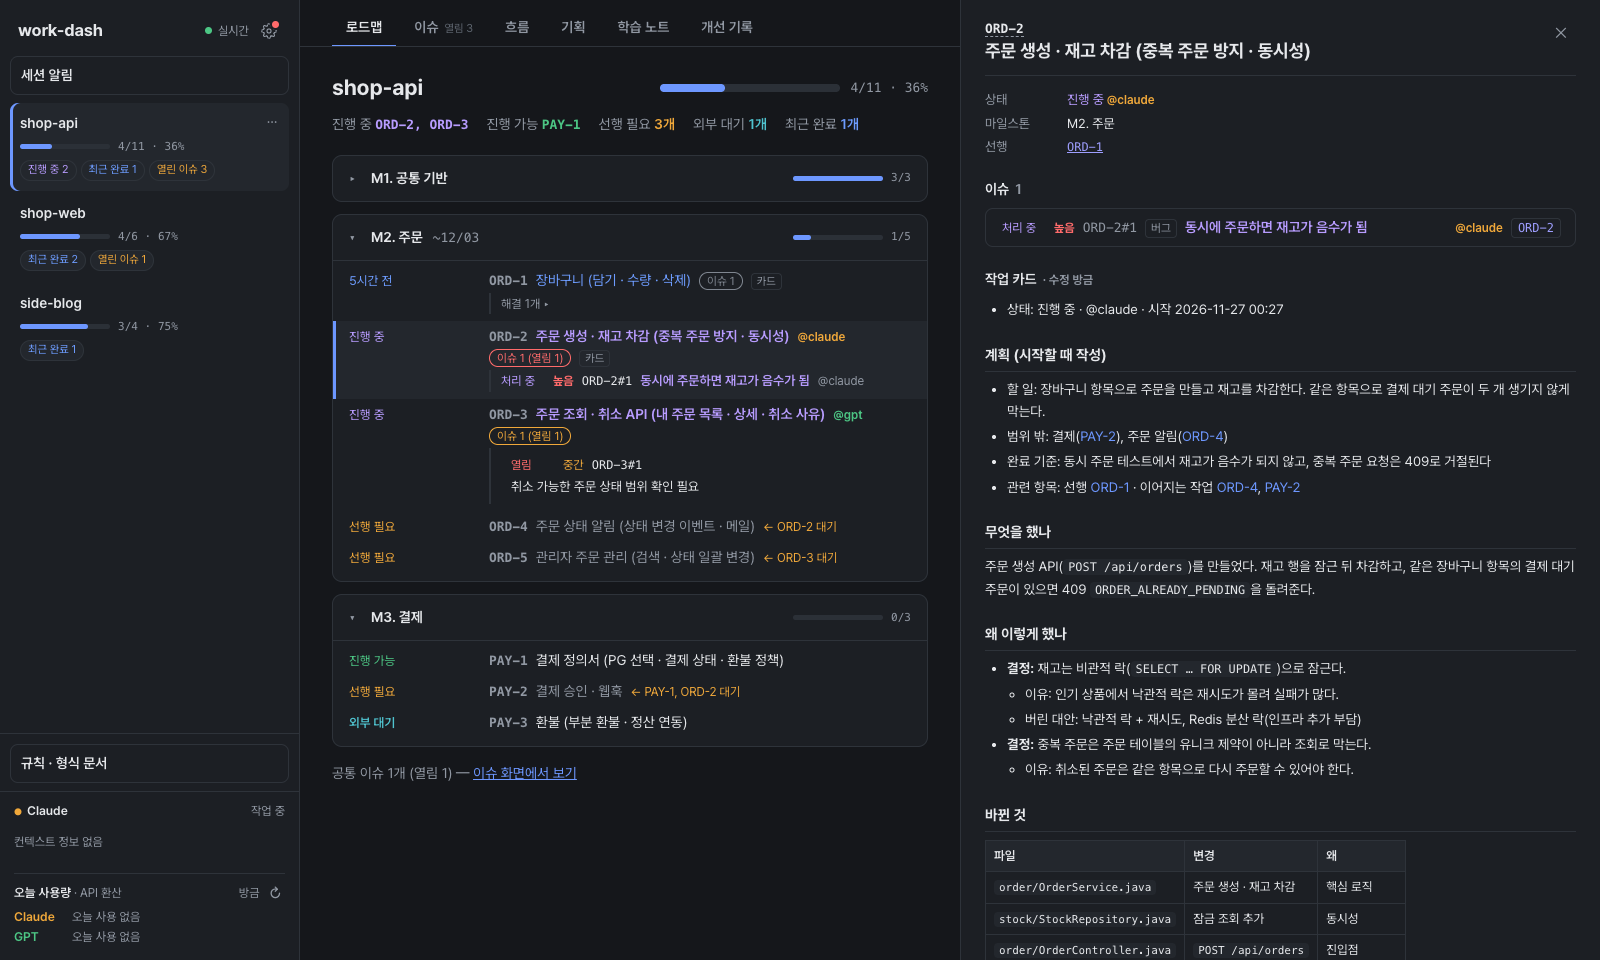 work-dash
실시간
세션 알림
shop-api
4/11 · 36%
진행 중 2
최근 완료 1
열린 이슈 3
shop-web
4/6 · 67%
최근 완료 2
열린 이슈 1
side-blog
3/4 · 75%
최근 완료 1
규칙 · 형식 문서
Claude 작업 중
컨텍스트 정보 없음
오늘 사용량 · API 환산 방금
Claude 오늘 사용 없음
GPT 오늘 사용 없음
로드맵 이슈 열림 3 흐름 기획 학습 노트 개선 기록
shop-api 4/11 · 36%
진행 중 ORD-2, ORD-3 진행 가능 PAY-1 선행 필요 3개 외부 대기 1개 최근 완료 1개
M1. 공통 기반 3/3
M2. 주문 ~12/03 1/5
5시간 전 ORD-1 장바구니 (담기 · 수량 · 삭제) 이슈 1 카드
해결 1개
진행 중 ORD-2 주문 생성 · 재고 차감 (중복 주문 방지 · 동시성) @claude
이슈 1 (열림 1) 카드
처리 중 높음 ORD-2#1 동시에 주문하면 재고가 음수가 됨 @claude
진행 중 ORD-3 주문 조회 · 취소 API (내 주문 목록 · 상세 · 취소 사유) @gpt
이슈 1 (열림 1)
열림 중간 ORD-3#1
취소 가능한 주문 상태 범위 확인 필요
선행 필요 ORD-4 주문 상태 알림 (상태 변경 이벤트 · 메일) ← ORD-2 대기
선행 필요 ORD-5 관리자 주문 관리 (검색 · 상태 일괄 변경) ← ORD-3 대기
M3. 결제 0/3
진행 가능 PAY-1 결제 정의서 (PG 선택 · 결제 상태 · 환불 정책)
선행 필요 PAY-2 결제 승인 · 웹훅 ← PAY-1, ORD-2 대기
외부 대기 PAY-3 환불 (부분 환불 · 정산 연동)
공통 이슈 1개 (열림 1) — 이슈 화면에서 보기
ORD-2
주문 생성 · 재고 차감 (중복 주문 방지 · 동시성)
상태 진행 중 @claude
마일스톤 M2. 주문
선행 ORD-1
이슈 1
처리 중 높음 ORD-2#1 버그 동시에 주문하면 재고가 음수가 됨 @claude ORD-2
작업 카드 · 수정 방금
• 상태: 진행 중 · @claude · 시작 2026-11-27 00:27
계획 (시작할 때 작성)
• 할 일: 장바구니 항목으로 주문을 만들고 재고를 차감한다. 같은 항목으로 결제 대기 주문이 두 개 생기지 않게
막는다.
• 범위 밖: 결제(PAY-2), 주문 알림(ORD-4)
• 완료 기준: 동시 주문 테스트에서 재고가 음수가 되지 않고, 중복 주문 요청은 409로 거절된다
• 관련 항목: 선행 ORD-1 · 이어지는 작업 ORD-4, PAY-2
무엇을 했나
주문 생성 API( POST /api/orders )를 만들었다. 재고 행을 잠근 뒤 차감하고, 같은 장바구니 항목의 결제 대기
주문이 있으면 409 ORDER_ALREADY_PENDING 을 돌려준다.
왜 이렇게 했나
• 결정: 재고는 비관적 락( SELECT … FOR UPDATE )으로 잠근다.
◦ 이유: 인기 상품에서 낙관적 락은 재시도가 몰려 실패가 많다.
◦ 버린 대안: 낙관적 락 + 재시도, Redis 분산 락(인프라 추가 부담)
• 결정: 중복 주문은 주문 테이블의 유니크 제약이 아니라 조회로 막는다.
◦ 이유: 취소된 주문은 같은 항목으로 다시 주문할 수 있어야 한다.
바뀐 것
파일 변경 왜
order/OrderService.java 주문 생성 · 재고 차감 핵심 로직
stock/StockRepository.java 잠금 조회 추가 동시성
order/OrderController.java POST /api/orders 진입점